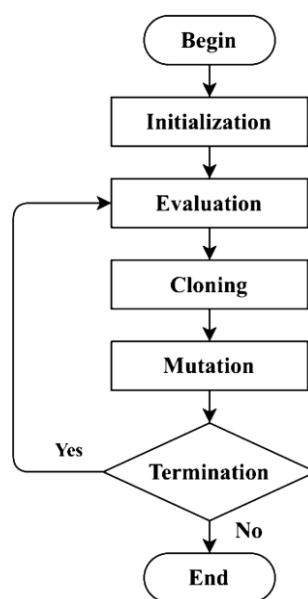 Begin
Initialization
Evaluation
Cloning
Mutation
Yes
Termination
No
End